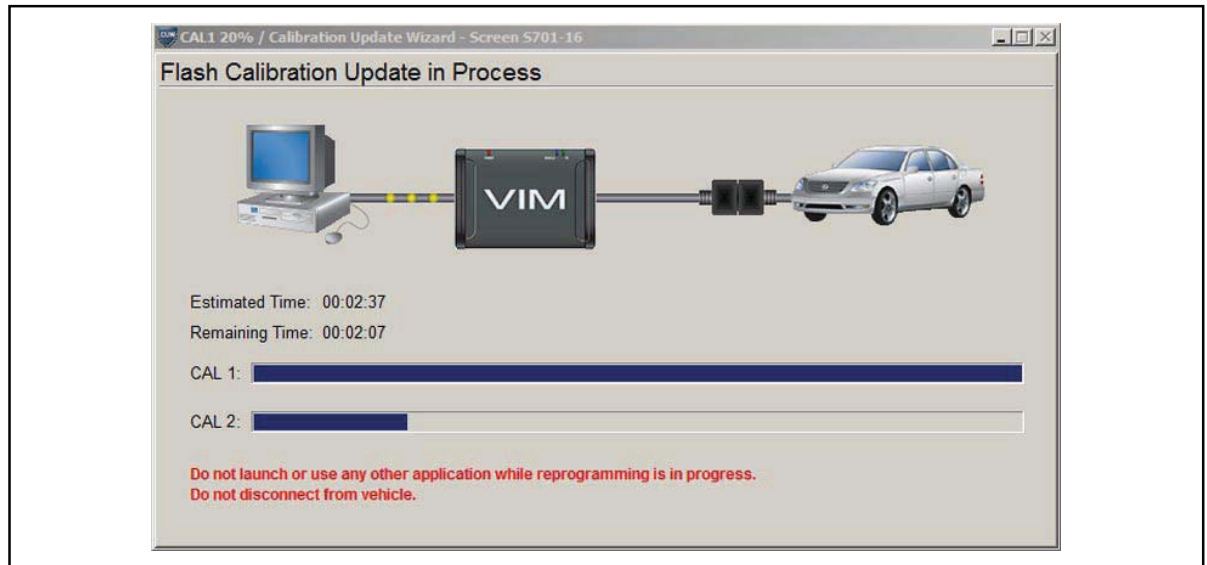 CAL1 20% / Calibration Update Wizard - Screen S701-16
Flash Calibration Update in Process
VIM
Estimated Time: 00:02:37
Remaining Time: 00:02:07
CAL 1:
CAL 2:
Do not launch or use any other application while reprogramming is in progress.
Do not disconnect from vehicle.